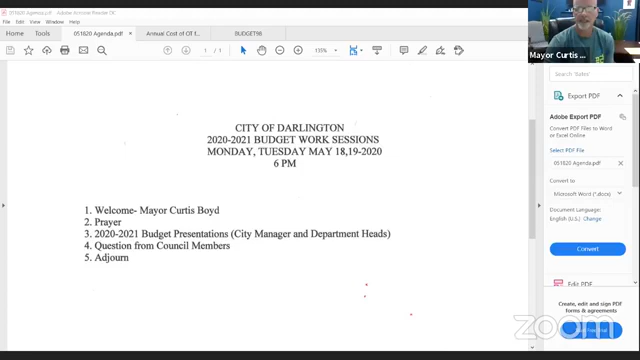 051820 Agenda.pdf - Adobe Acrobat Reader DC
File Edit View Window Help
Home
Tools
051820 Agenda.pdf
Annual Cost of OT f...
BUDGET96
1 / 1
135%
Mayor Curtis
CITY OF DARLINGTON
2020-2021 BUDGET WORK SESSIONS
MONDAY, TUESDAY MAY 18,19-2020
6 PM
1. Welcome- Mayor Curtis Boyd
2. Prayer
3. 2020-2021 Budget Presentations (City Manager and Department Heads)
4. Question from Council Members
5. Adjourn
Export PDF
Adobe Export PDF
Convert PDF Files to Word
or Excel Online
Select PDF File
051820 Agenda.pdf
Convert to
Microsoft Word (*.docx)
Document Language:
English (U.S.) Change
Convert
Edit PDF
Create, edit and sign PDF
forms & agreements
zoom